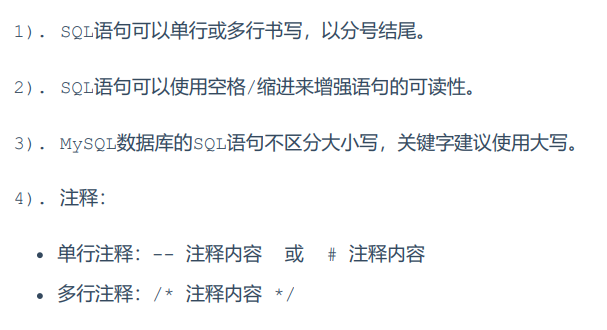 1). SQL语句可以单行或多行书写，以分号结尾。
2). SQL语句可以使用空格/缩进来增强语句的可读性。
3). MySQL数据库的SQL语句不区分大小写，关键字建议使用大写。
4). 注释：
• 单行注释：-- 注释内容 或 # 注释内容
• 多行注释：/* 注释内容 */